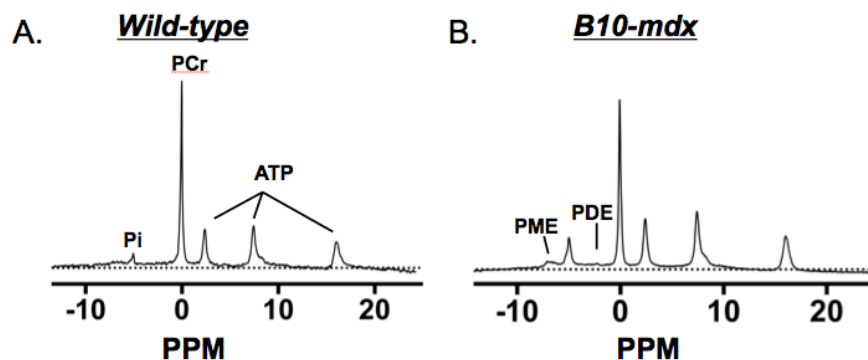 A. Wild-type
PCr
ATP
Pi
-10 0 10 20
PPM
B. B10-mdx
PME PDE
-10 0 10 20
PPM